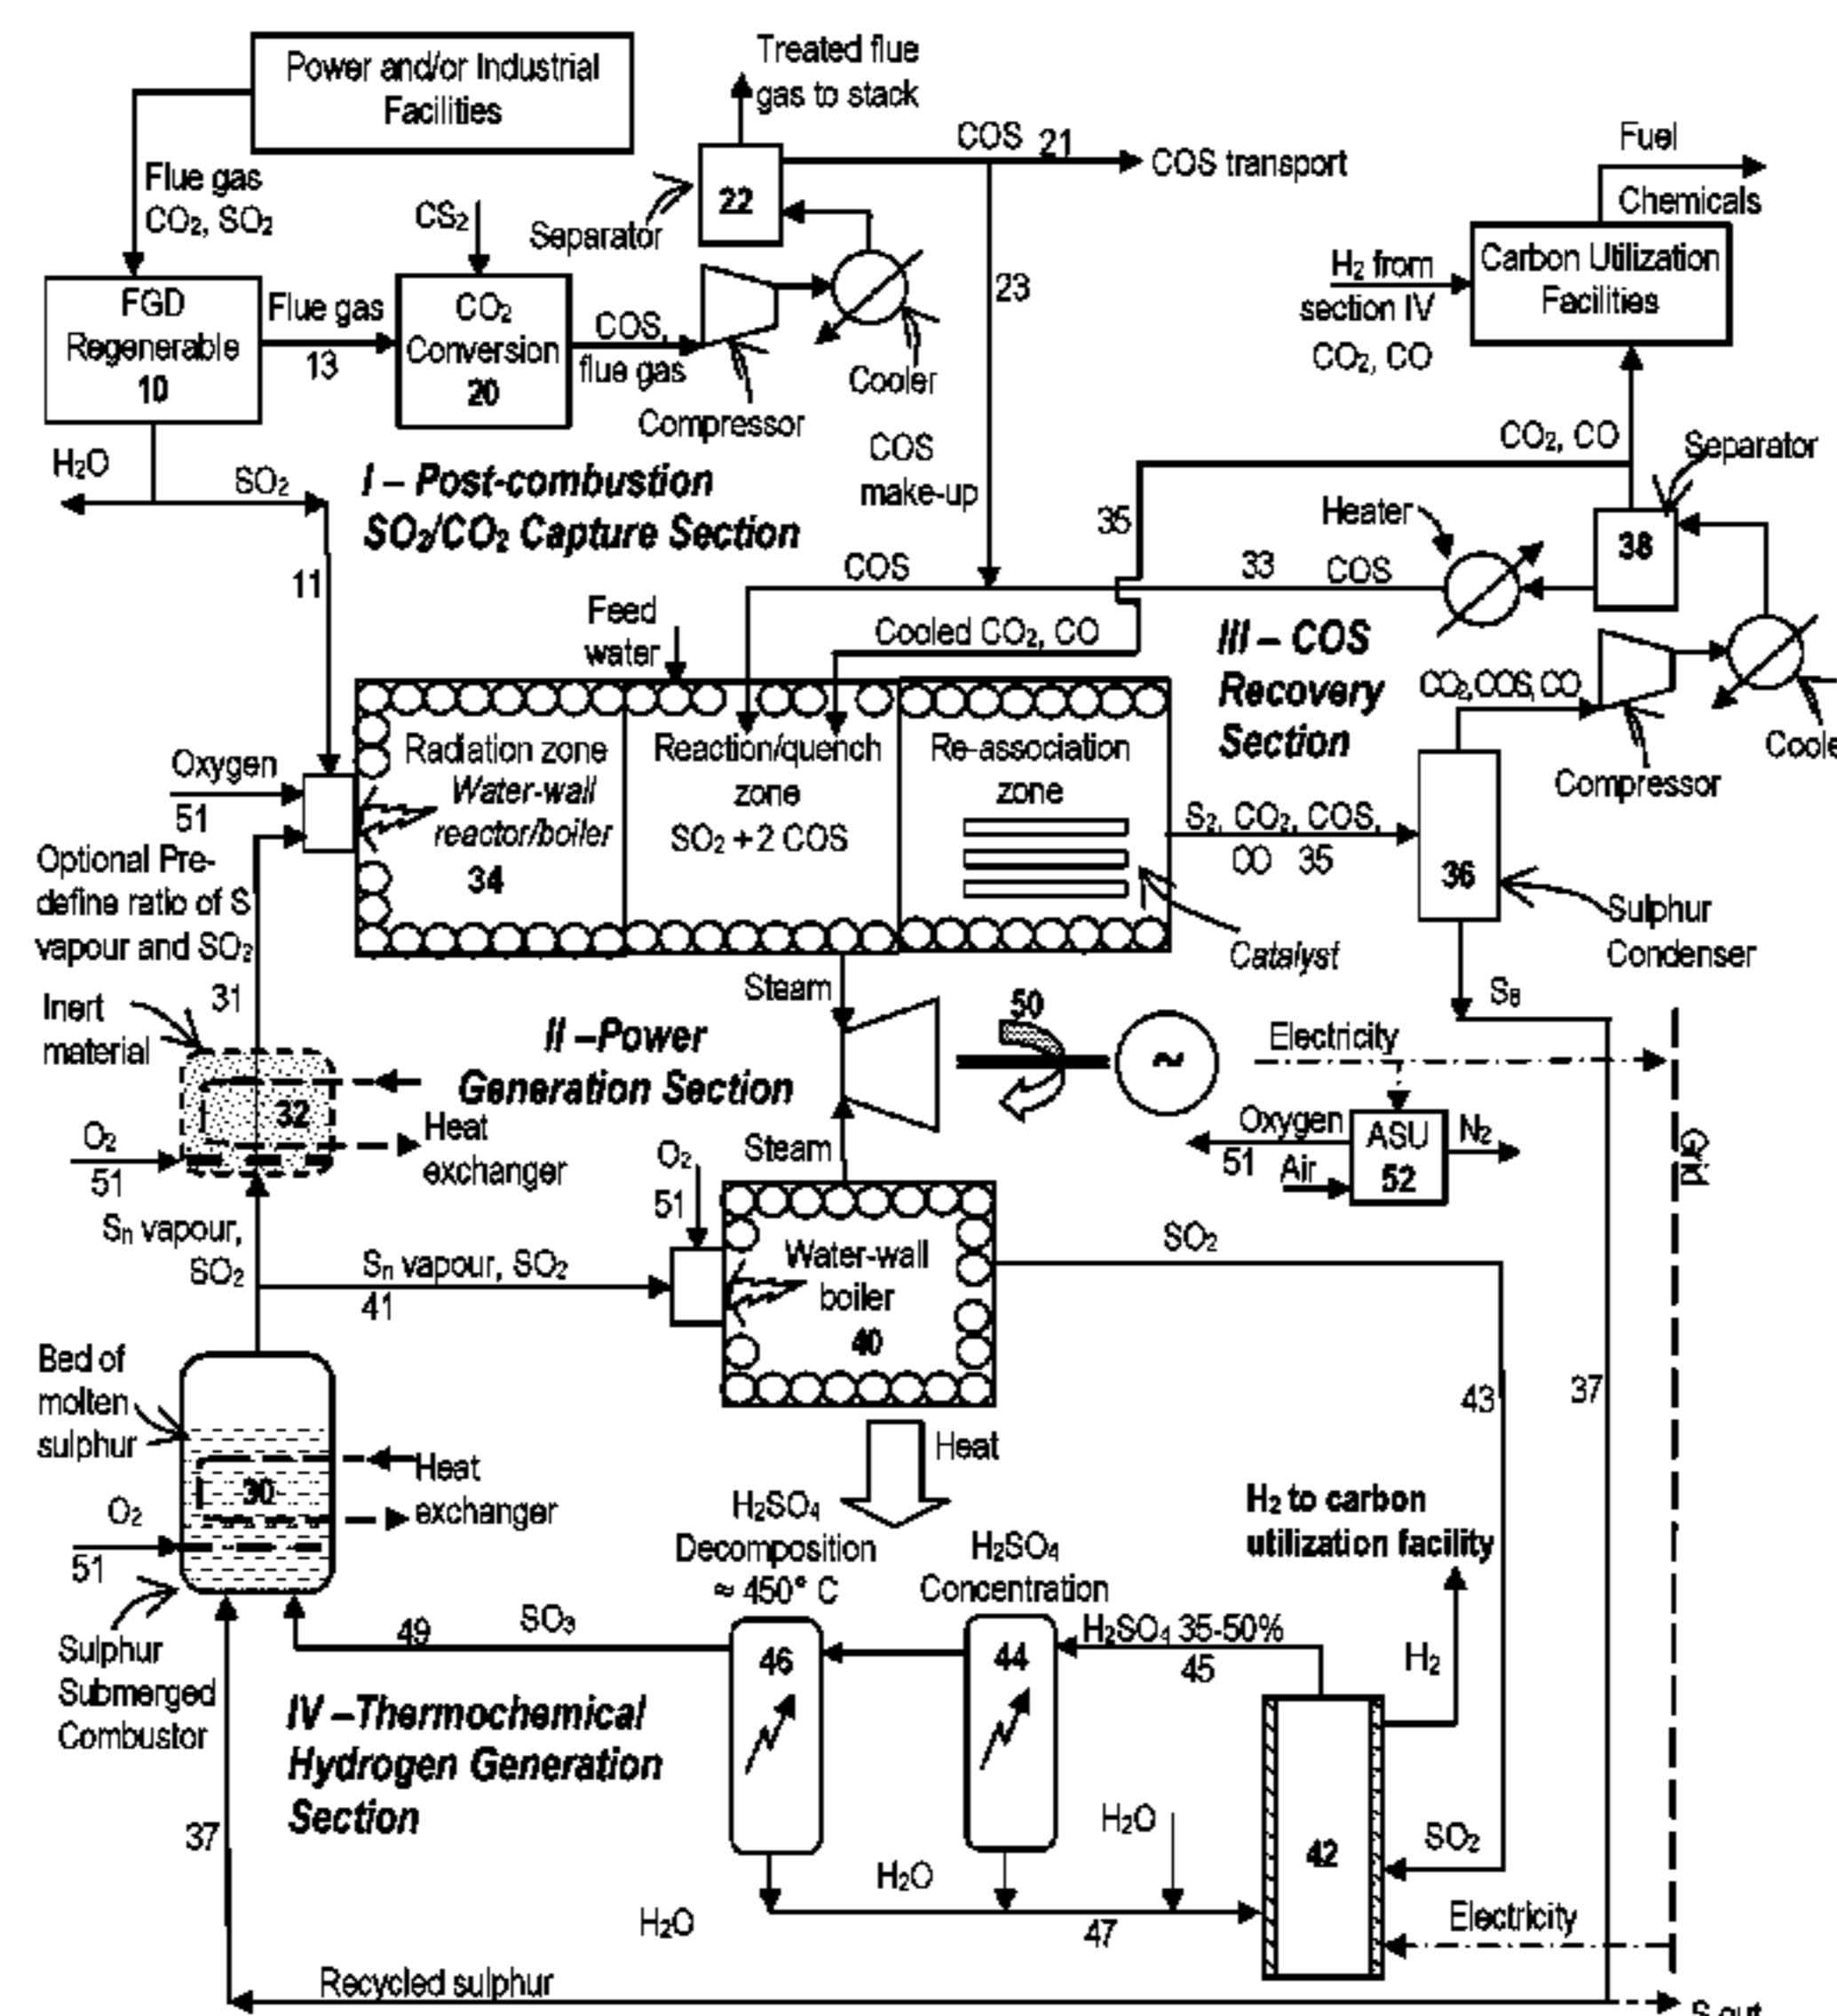 Power and/or Industrial
Facilities
Flue gas
CO₂, SO₂
FGD
Regenerable
10
H₂O
SO₂
11
Flue gas
13
CS₂
CO₂
Conversion
20
COS,
flue gas
Compressor
Cooler
Separator
22
Treated flue
gas to stack
COS 21
COS transport
23
COS
make-up
I – Post-combustion
SO₂/CO₂ Capture Section
Fuel
Chemicals
Carbon Utilization
Facilities
H₂ from
section IV
CO₂, CO
CO₂, CO
Separator
38
35
Heater
33
COS
COS
Cooled CO₂, CO
III – COS
Recovery
Section
CO₂, COS, CO
Compressor
Coole
Feed
water
Oxygen
51
Radiation zone
Water-wall
reactor/boiler
34
Reaction/quench
zone
SO₂ + 2 COS
Re-association
zone
Catalyst
S₂, CO₂, COS,
CO 35
36
Sulphur
Condenser
S₈
Optional Pre-
define ratio of S
vapour and SO₂
31
Inert
material
32
O₂
51
Heat
exchanger
Sₙ vapour,
SO₂
II –Power
Generation Section
Steam
50
~
Steam
Electricity
Oxygen
51
Air
ASU
52
N₂
Grid
Sₙ vapour, SO₂
41
O₂
51
Water-wall
boiler
40
SO₂
43
37
Heat
Bed of
molten
sulphur
30
Heat
exchanger
O₂
51
Sulphur
Submerged
Combustor
37
49
SO₃
H₂SO₄
Decomposition
≈ 450° C
46
H₂SO₄
Concentration
44
H₂SO₄ 35-50%
45
H₂ to carbon
utilization facility
H₂
42
SO₂
Electricity
H₂O
H₂O
H₂O
47
IV –Thermochemical
Hydrogen Generation
Section
Recycled sulphur
S out